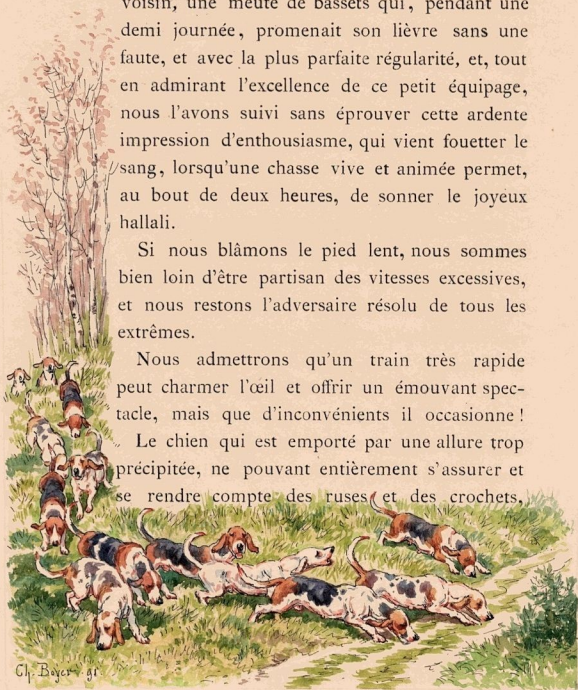 voisin, une meute de bassets qui, pendant une
demi journée, promenait son lièvre sans une
faute, et avec la plus parfaite régularité, et, tout
en admirant l'excellence de ce petit équipage,
nous l'avons suivi sans éprouver cette ardente
impression d'enthousiasme, qui vient fouetter le
sang, lorsqu'une chasse vive et animée permet,
au bout de deux heures, de sonner le joyeux
hallali.
Si nous blâmons le pied lent, nous sommes
bien loin d'être partisan des vitesses excessives,
et nous restons l'adversaire résolu de tous les
extrêmes.
Nous admettrons qu'un train très rapide
peut charmer l'œil et offrir un émouvant spec-
tacle, mais que d'inconvénients il occasionne !
Le chien qui est emporté par une allure trop
précipitée, ne pouvant entièrement s'assurer et
se rendre compte des ruses et des crochets,
Ch. Boyer gr.